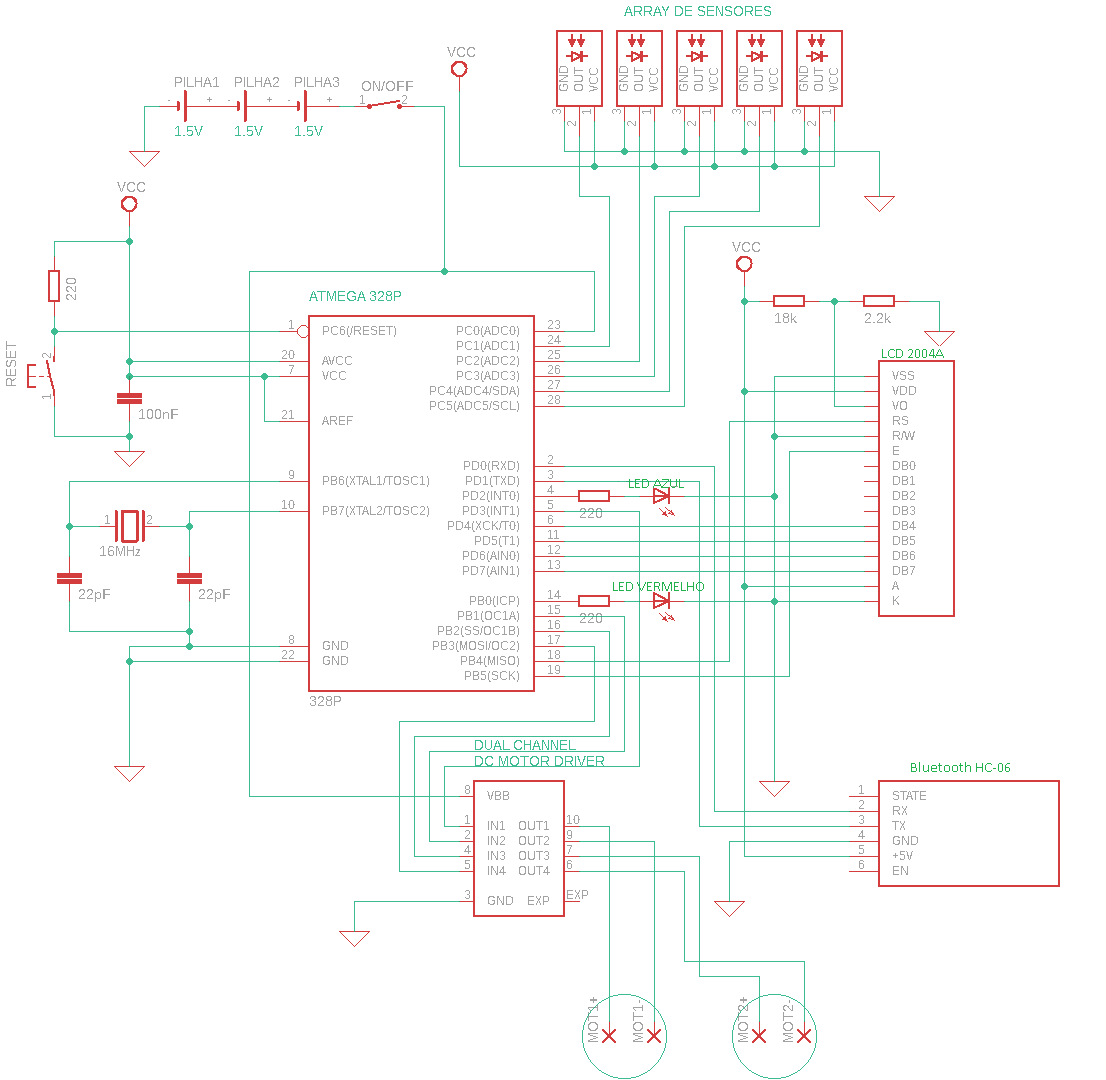 ARRAY DE SENSORES
GND OUT VCC
3 2 1
GND OUT VCC
3 2 1
GND OUT VCC
3 2 1
GND OUT VCC
3 2 1
GND OUT VCC
3 2 1
VCC
PILHA1 PILHA2 PILHA3 ON/OFF
- + - + - + 1 2
1.5V 1.5V 1.5V
VCC
220
RESET
2
1
100nF
1 2
16MHz
22pF 22pF
ATMEGA 328P
1 PC6(/RESET)
20 AVCC
7 VCC
21 AREF
9 PB6(XTAL1/TOSC1)
10 PB7(XTAL2/TOSC2)
8 GND
22 GND
PC0(ADC0) 23
PC1(ADC1) 24
PC2(ADC2) 25
PC3(ADC3) 26
PC4(ADC4/SDA) 27
PC5(ADC5/SCL) 28
PD0(RXD) 2
PD1(TXD) 3
PD2(INT0) 4
PD3(INT1) 5
PD4(XCK/T0) 6
PD5(T1) 11
PD6(AIN0) 12
PD7(AIN1) 13
PB0(ICP) 14
PB1(OC1A) 15
PB2(SS/OC1B) 16
PB3(MOSI/OC2) 17
PB4(MISO) 18
PB5(SCK) 19
328P
LED AZUL
220
LED VERMELHO
220
VCC
18k 2.2k
LCD 2004A
VSS
VDD
VO
RS
R/W
E
DB0
DB1
DB2
DB3
DB4
DB5
DB6
DB7
A
K
DUAL CHANNEL
DC MOTOR DRIVER
8 VBB
1 IN1 OUT1 10
2 IN2 OUT2 9
4 IN3 OUT3 7
5 IN4 OUT4 6
3 GND EXP EXP
Bluetooth HC-06
1 STATE
2 RX
3 TX
4 GND
5 +5V
6 EN
MOT1+ MOT1- MOT2+ MOT2-